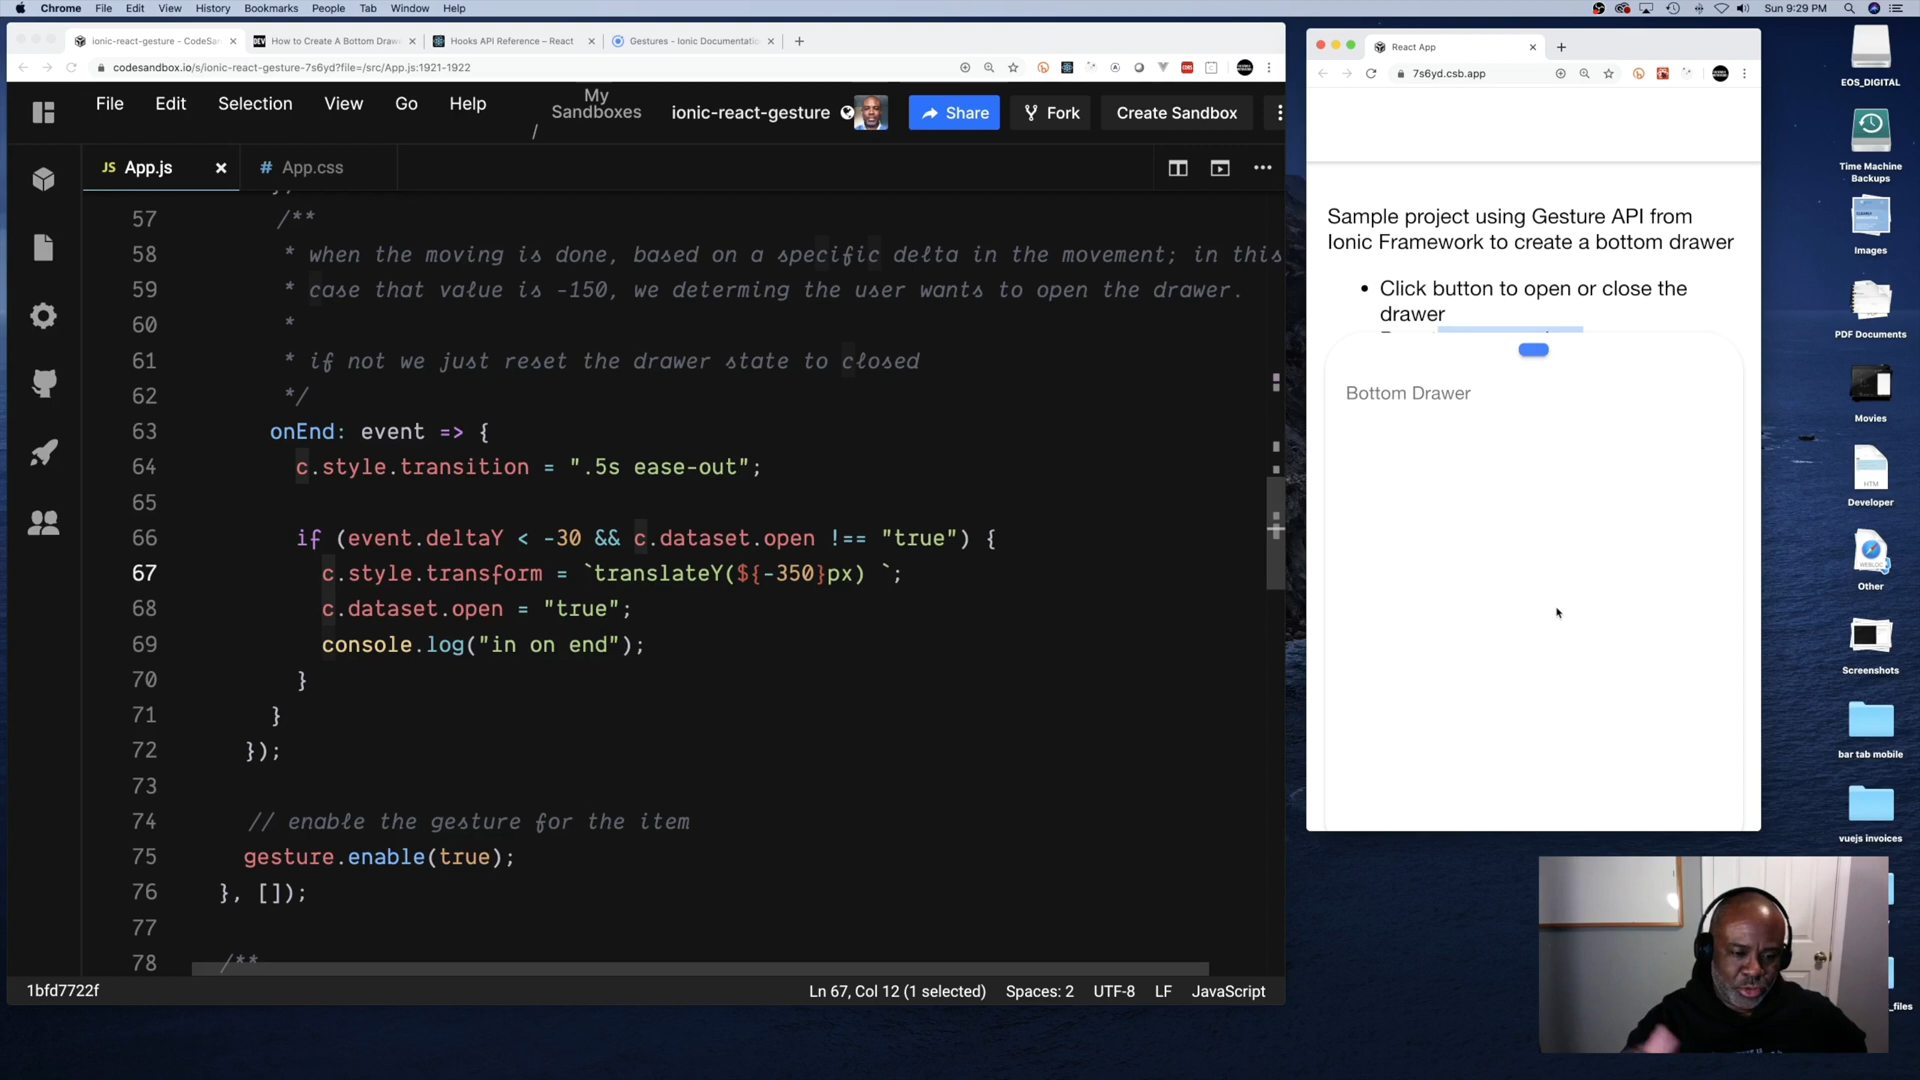 Chrome File Edit View History Bookmarks People Tab Window Help
Sun 9:29 PM
ionic-react-gesture - CodeSan
How to Create A Bottom Draw
Hooks API Reference – React
Gestures - Ionic Documentatio
codesandbox.io/s/ionic-react-gesture-7s6yd?file=/src/App.js:1921-1922
File Edit Selection View Go Help
My Sandboxes /
ionic-react-gesture
Share
Fork
Create Sandbox
JS App.js
# App.css
57 /**
58 * when the moving is done, based on a specific delta in the movement; in this
59 * case that value is -150, we determing the user wants to open the drawer.
60 *
61 * if not we just reset the drawer state to closed
62 */
63 onEnd: event => {
64 c.style.transition = ".5s ease-out";
65
66 if (event.deltaY < -30 && c.dataset.open !== "true") {
67 c.style.transform = `translateY(${-350}px) `;
68 c.dataset.open = "true";
69 console.log("in on end");
70 }
71 }
72 });
73
74 // enable the gesture for the item
75 gesture.enable(true);
76 }, []);
77
78 /**
1bfd7722f
Ln 67, Col 12 (1 selected)
Spaces: 2
UTF-8
LF
JavaScript
React App
7s6yd.csb.app
Sample project using Gesture API from
Ionic Framework to create a bottom drawer
• Click button to open or close the
drawer
Bottom Drawer
EOS_DIGITAL
Time Machine
Backups
Images
PDF Documents
Movies
HTM
Developer
WEBLOC
Other
Screenshots
bar tab mobile
vuejs invoices
_files